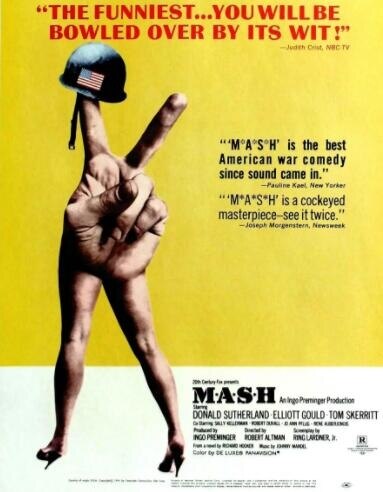 "THE FUNNIEST...YOU WILL BE
BOWLED OVER BY ITS WIT!"
—Judith Crist, NBC-TV
"'M*A*S*H' is the best
American war comedy
since sound came in."
—Pauline Kael, New Yorker
"'M*A*S*H' is a cockeyed
masterpiece—see it twice."
—Joseph Morgenstern, Newsweek
20th Century-Fox presents
M*A*S*H An Ingo Preminger Production
Starring
DONALD SUTHERLAND · ELLIOTT GOULD · TOM SKERRITT
Co-Starring SALLY KELLERMAN · ROBERT DUVALL · JO ANN PFLUG · RENE AUBERJONOIS
Produced by Directed by Screenplay by
INGO PREMINGER ROBERT ALTMAN RING LARDNER, Jr.
From a novel by RICHARD HOOKER Music by JOHNNY MANDEL
Color by DE LUXE® PANAVISION®
R